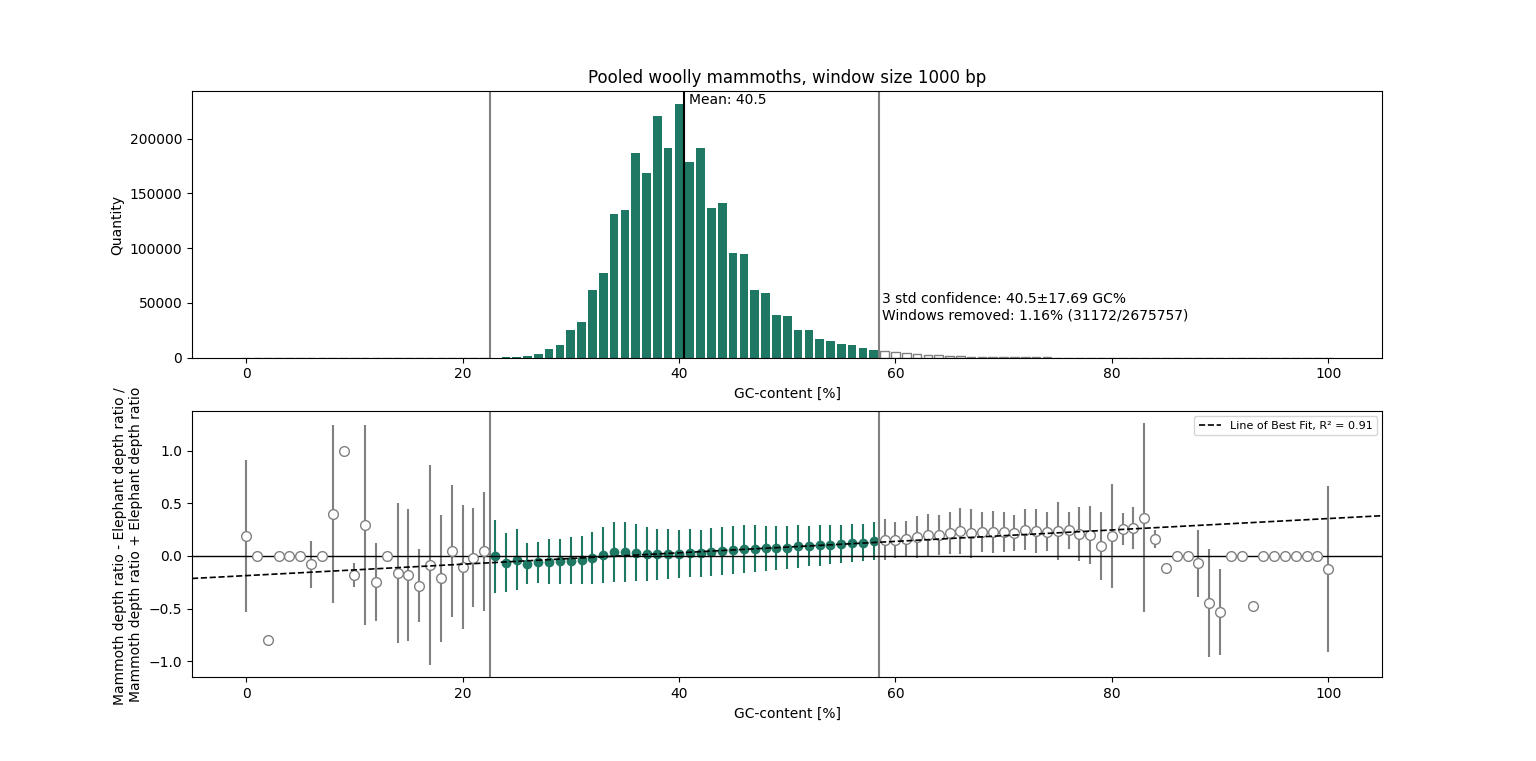 Pooled woolly mammoths, window size 1000 bp
Mean: 40.5
200000
150000
100000
50000
0
Quantity
3 std confidence: 40.5±17.69 GC%
Windows removed: 1.16% (31172/2675757)
0 20 40 60 80 100
GC-content [%]
Mammoth depth ratio - Elephant depth ratio /
Mammoth depth ratio + Elephant depth ratio
1.0
0.5
0.0
−0.5
−1.0
Line of Best Fit, R² = 0.91
0 20 40 60 80 100
GC-content [%]